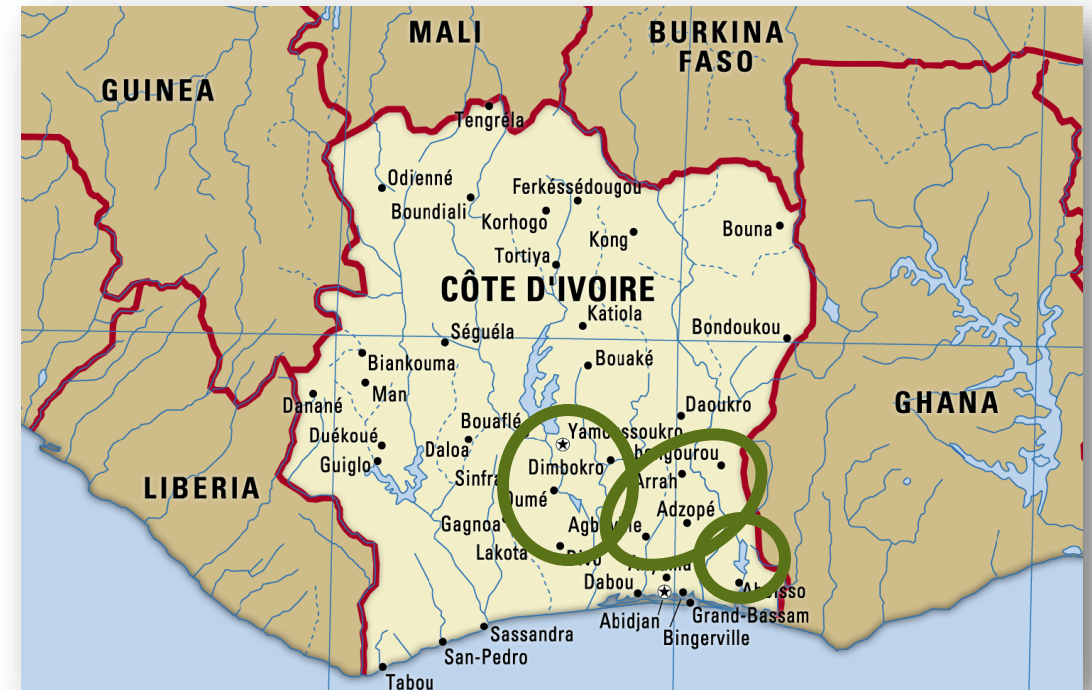 MALI
BURKINA
FASO
GUINEA
Tengréla
Odienné
Ferkéssédougou
Boundiali
Korhogo
Kong
Bouna
Tortiya
CÔTE D'IVOIRE
Katiola
Séguéla
Bondoukou
Biankouma
Bouaké
Man
Danané
Daoukro
GHANA
Bouaflé
Duékoué
Daloa
Guiglo
Dimbokro
Sinfra
Arrah
LIBERIA
Oumé
Adzopé
Gagnoa
Lakota
Dabou
Abidjan
Grand-Bassam
Bingerville
Sassandra
San-Pedro
Tabou